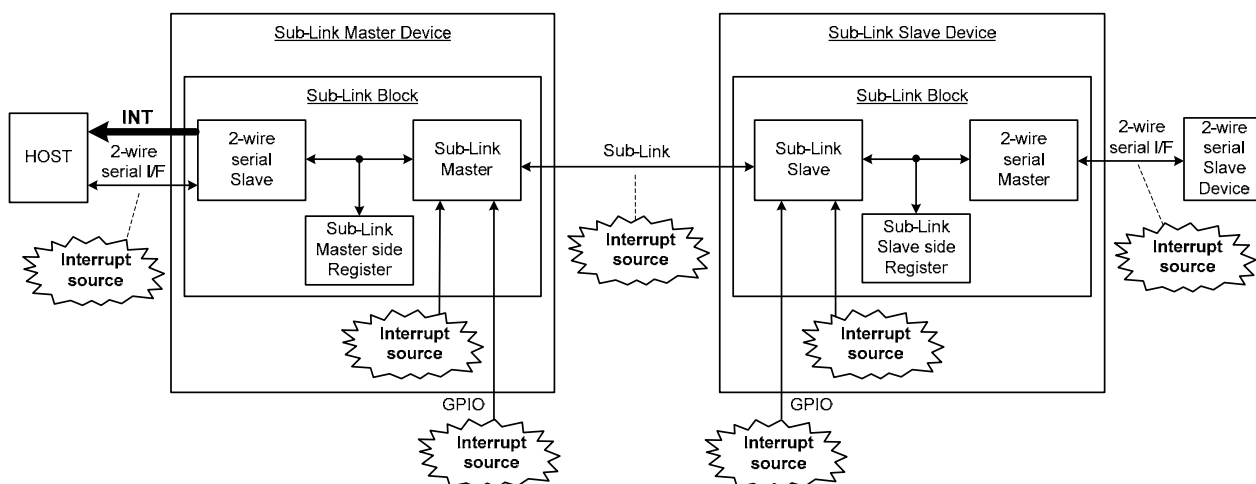 Sub-Link Master Device
Sub-Link Block
INT
HOST
2-wire
serial I/F
2-wire
serial
Slave
Sub-Link
Master
Sub-Link
Master side
Register
Interrupt
source
Interrupt
source
GPIO
Interrupt
source
Sub-Link
Interrupt
source
Sub-Link Slave Device
Sub-Link Block
Sub-Link
Slave
2-wire
serial
Master
Sub-Link
Slave side
Register
2-wire
serial I/F
2-wire
serial
Slave
Device
Interrupt
source
Interrupt
source
GPIO
Interrupt
source